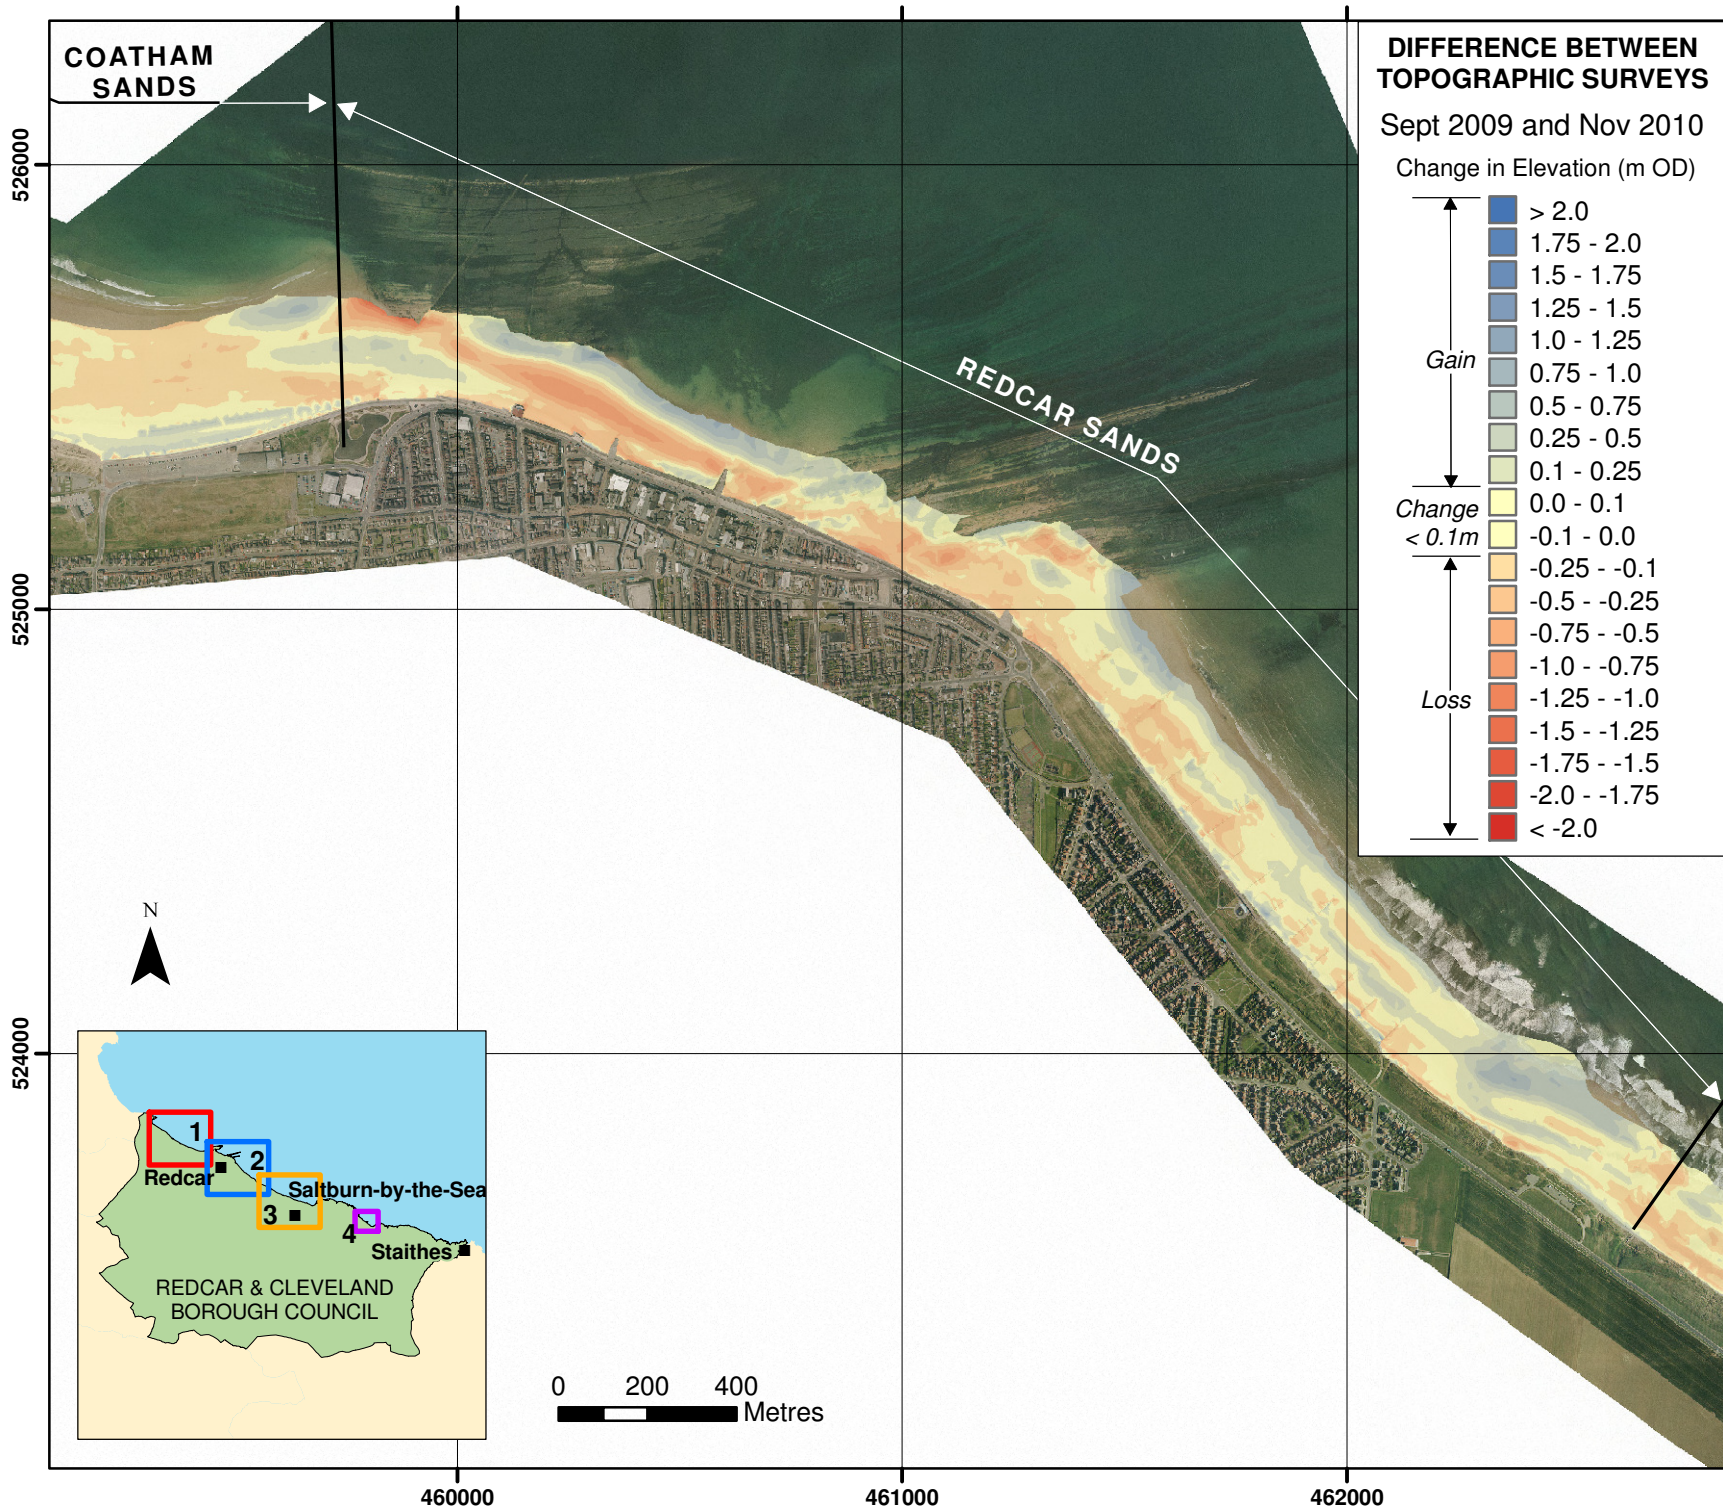 COATHAM
SANDS
DIFFERENCE BETWEEN
TOPOGRAPHIC SURVEYS
Sept 2009 and Nov 2010
Change in Elevation (m OD)
> 2.0
1.75 - 2.0
1.5 - 1.75
1.25 - 1.5
1.0 - 1.25
Gain
0.75 - 1.0
0.5 - 0.75
0.25 - 0.5
0.1 - 0.25
Change
< 0.1m
0.0 - 0.1
-0.1 - 0.0
-0.25 - -0.1
-0.5 - -0.25
-0.75 - -0.5
-1.0 - -0.75
Loss
-1.25 - -1.0
-1.5 - -1.25
-1.75 - -1.5
-2.0 - -1.75
< -2.0
REDCAR SANDS
526000
525000
524000
N
1
2
Redcar
Saltburn-by-the-Sea
3
4
Staithes
REDCAR & CLEVELAND
BOROUGH COUNCIL
0 200 400
Metres
460000 461000 462000